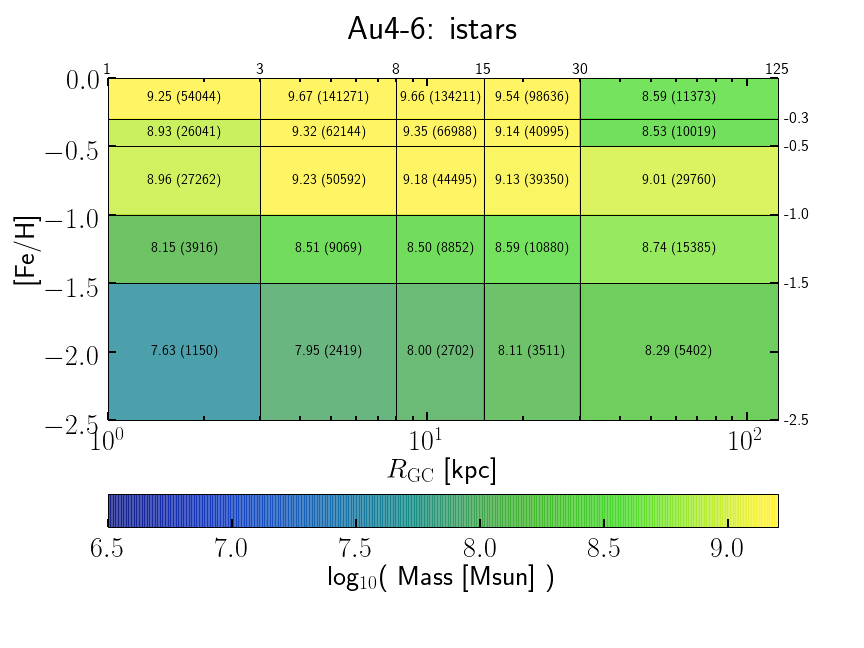 Au4-6: istars
1 3 8 15 30 125
0.0 9.25 (54044) 9.67 (141271) 9.66 (134211) 9.54 (98636) 8.59 (11373)
-0.3
8.93 (26041) 9.32 (62144) 9.35 (66988) 9.14 (40995) 8.53 (10019)
−0.5 -0.5
8.96 (27262) 9.23 (50592) 9.18 (44495) 9.13 (39350) 9.01 (29760)
−1.0 -1.0
[Fe/H]
8.15 (3916) 8.51 (9069) 8.50 (8852) 8.59 (10880) 8.74 (15385)
−1.5 -1.5
−2.0 7.63 (1150) 7.95 (2419) 8.00 (2702) 8.11 (3511) 8.29 (5402)
−2.5 -2.5
10⁰ 10¹ 10²
R_GC [kpc]
6.5 7.0 7.5 8.0 8.5 9.0
log₁₀( Mass [Msun] )